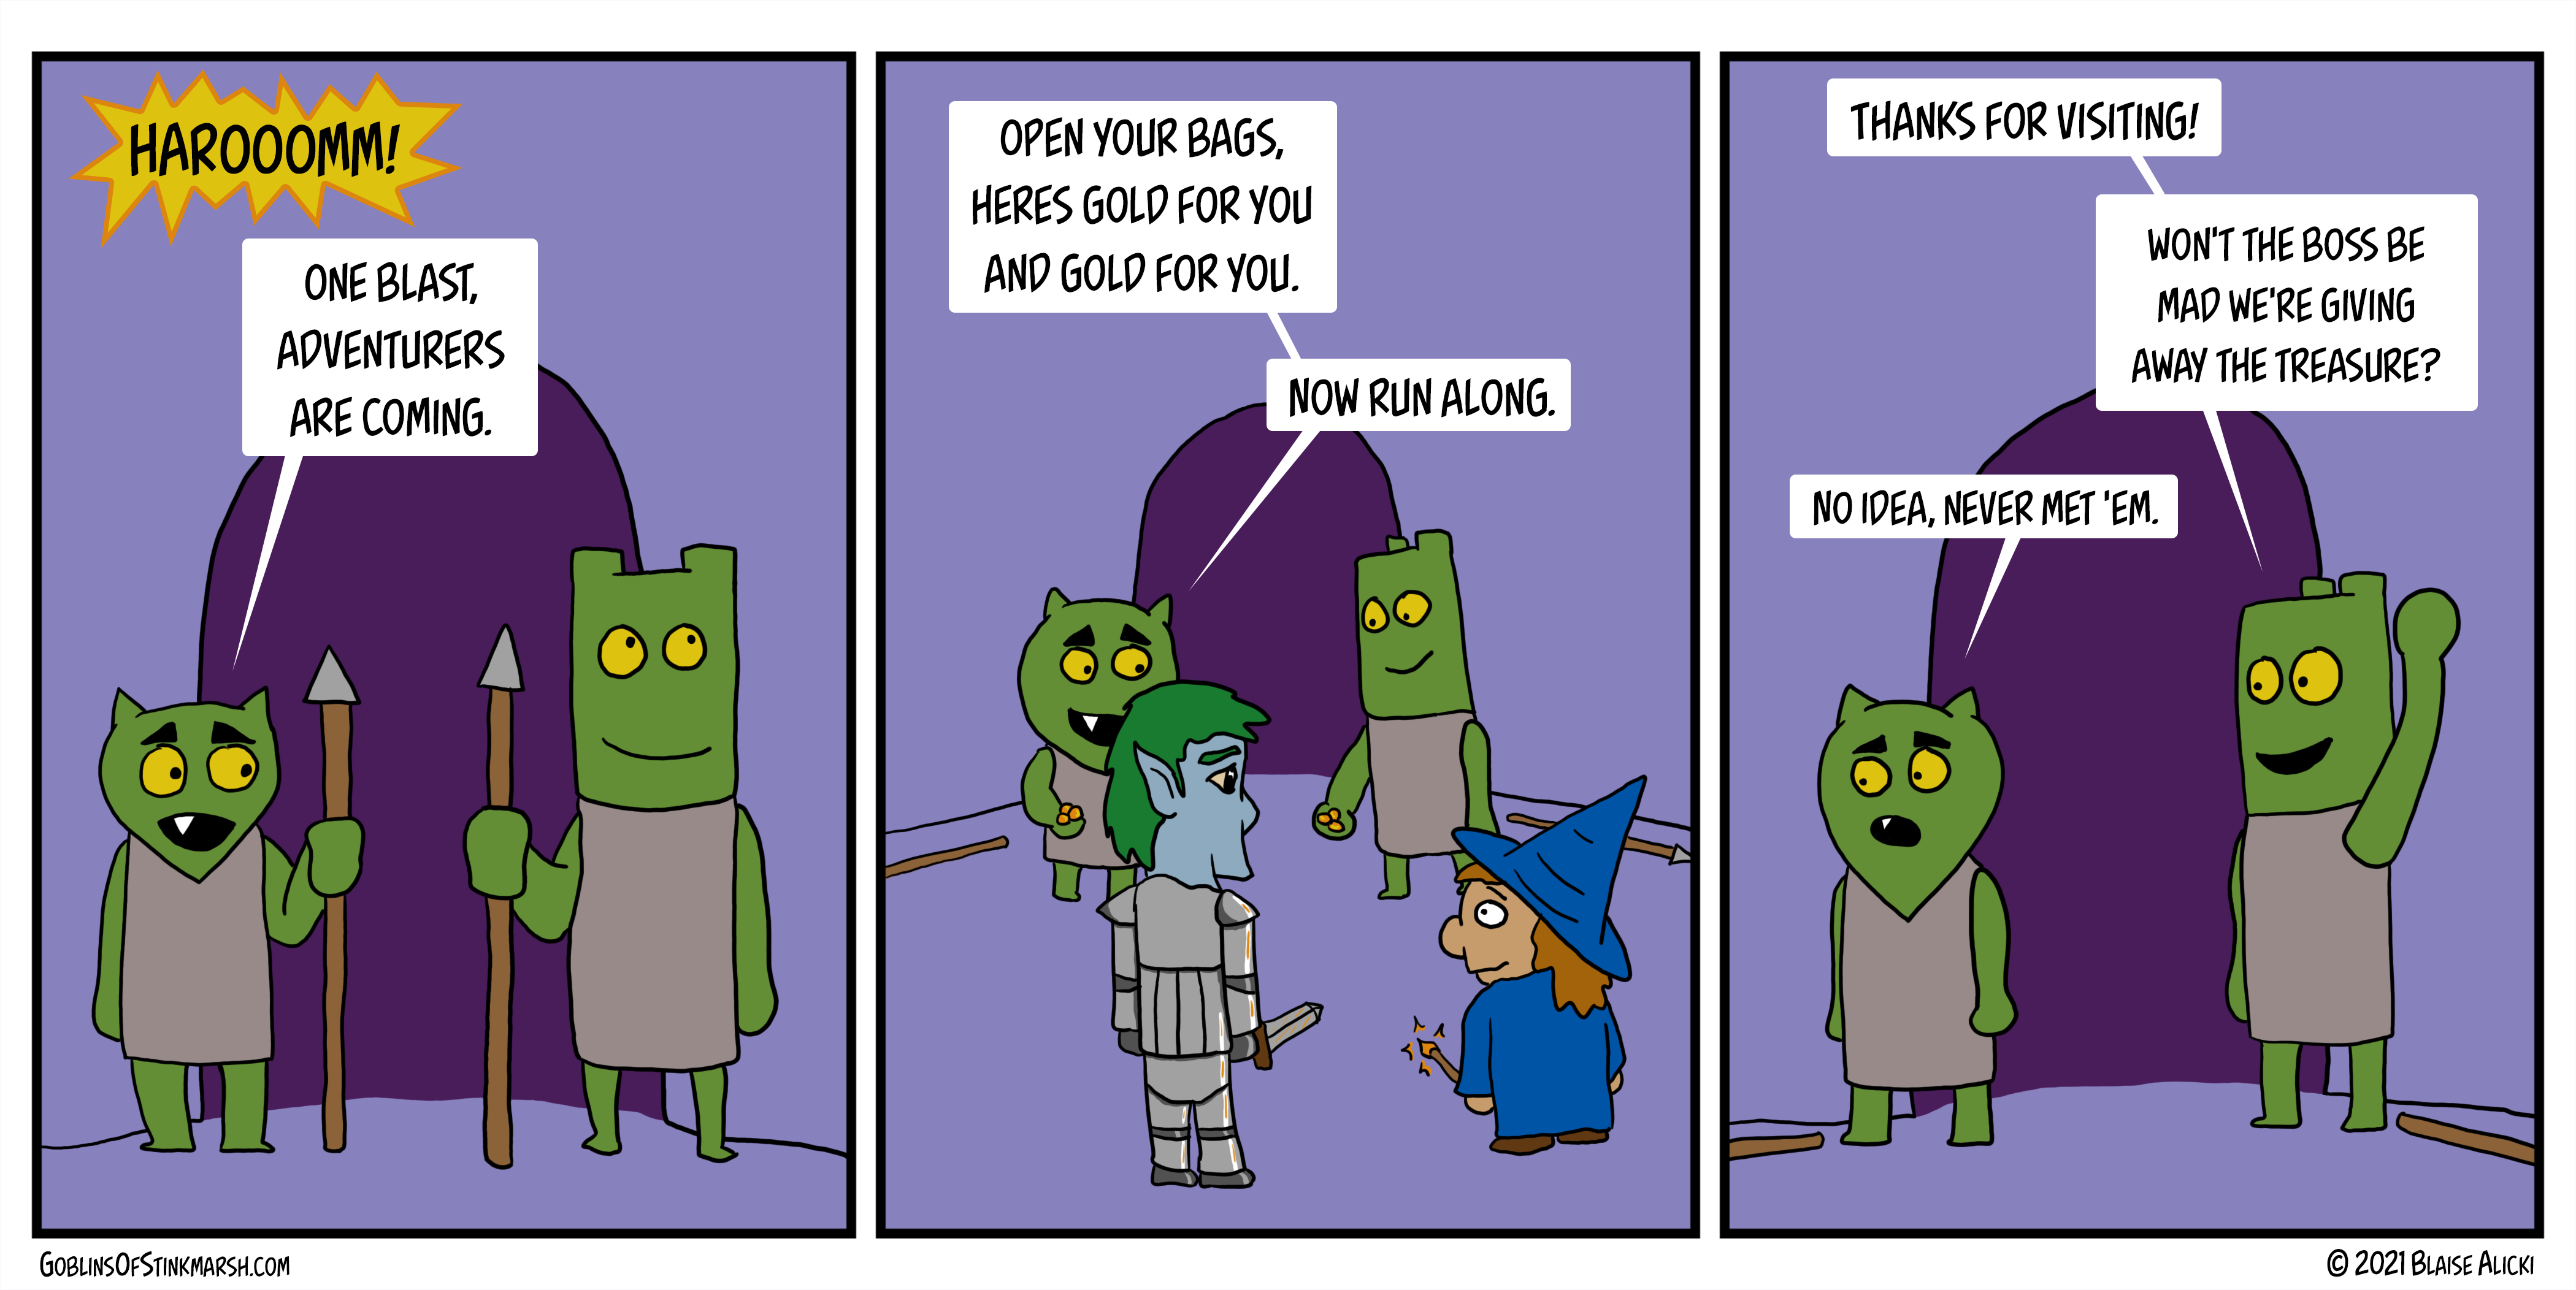 HAROOOMM!
ONE BLAST,
ADVENTURERS
ARE COMING.
OPEN YOUR BAGS,
HERES GOLD FOR YOU
AND GOLD FOR YOU.
NOW RUN ALONG.
THANKS FOR VISITING!
WON'T THE BOSS BE
MAD WE'RE GIVING
AWAY THE TREASURE?
NO IDEA, NEVER MET 'EM.
GOBLINSOFSTINKMARSH.COM
© 2021 BLAISE ALICKI